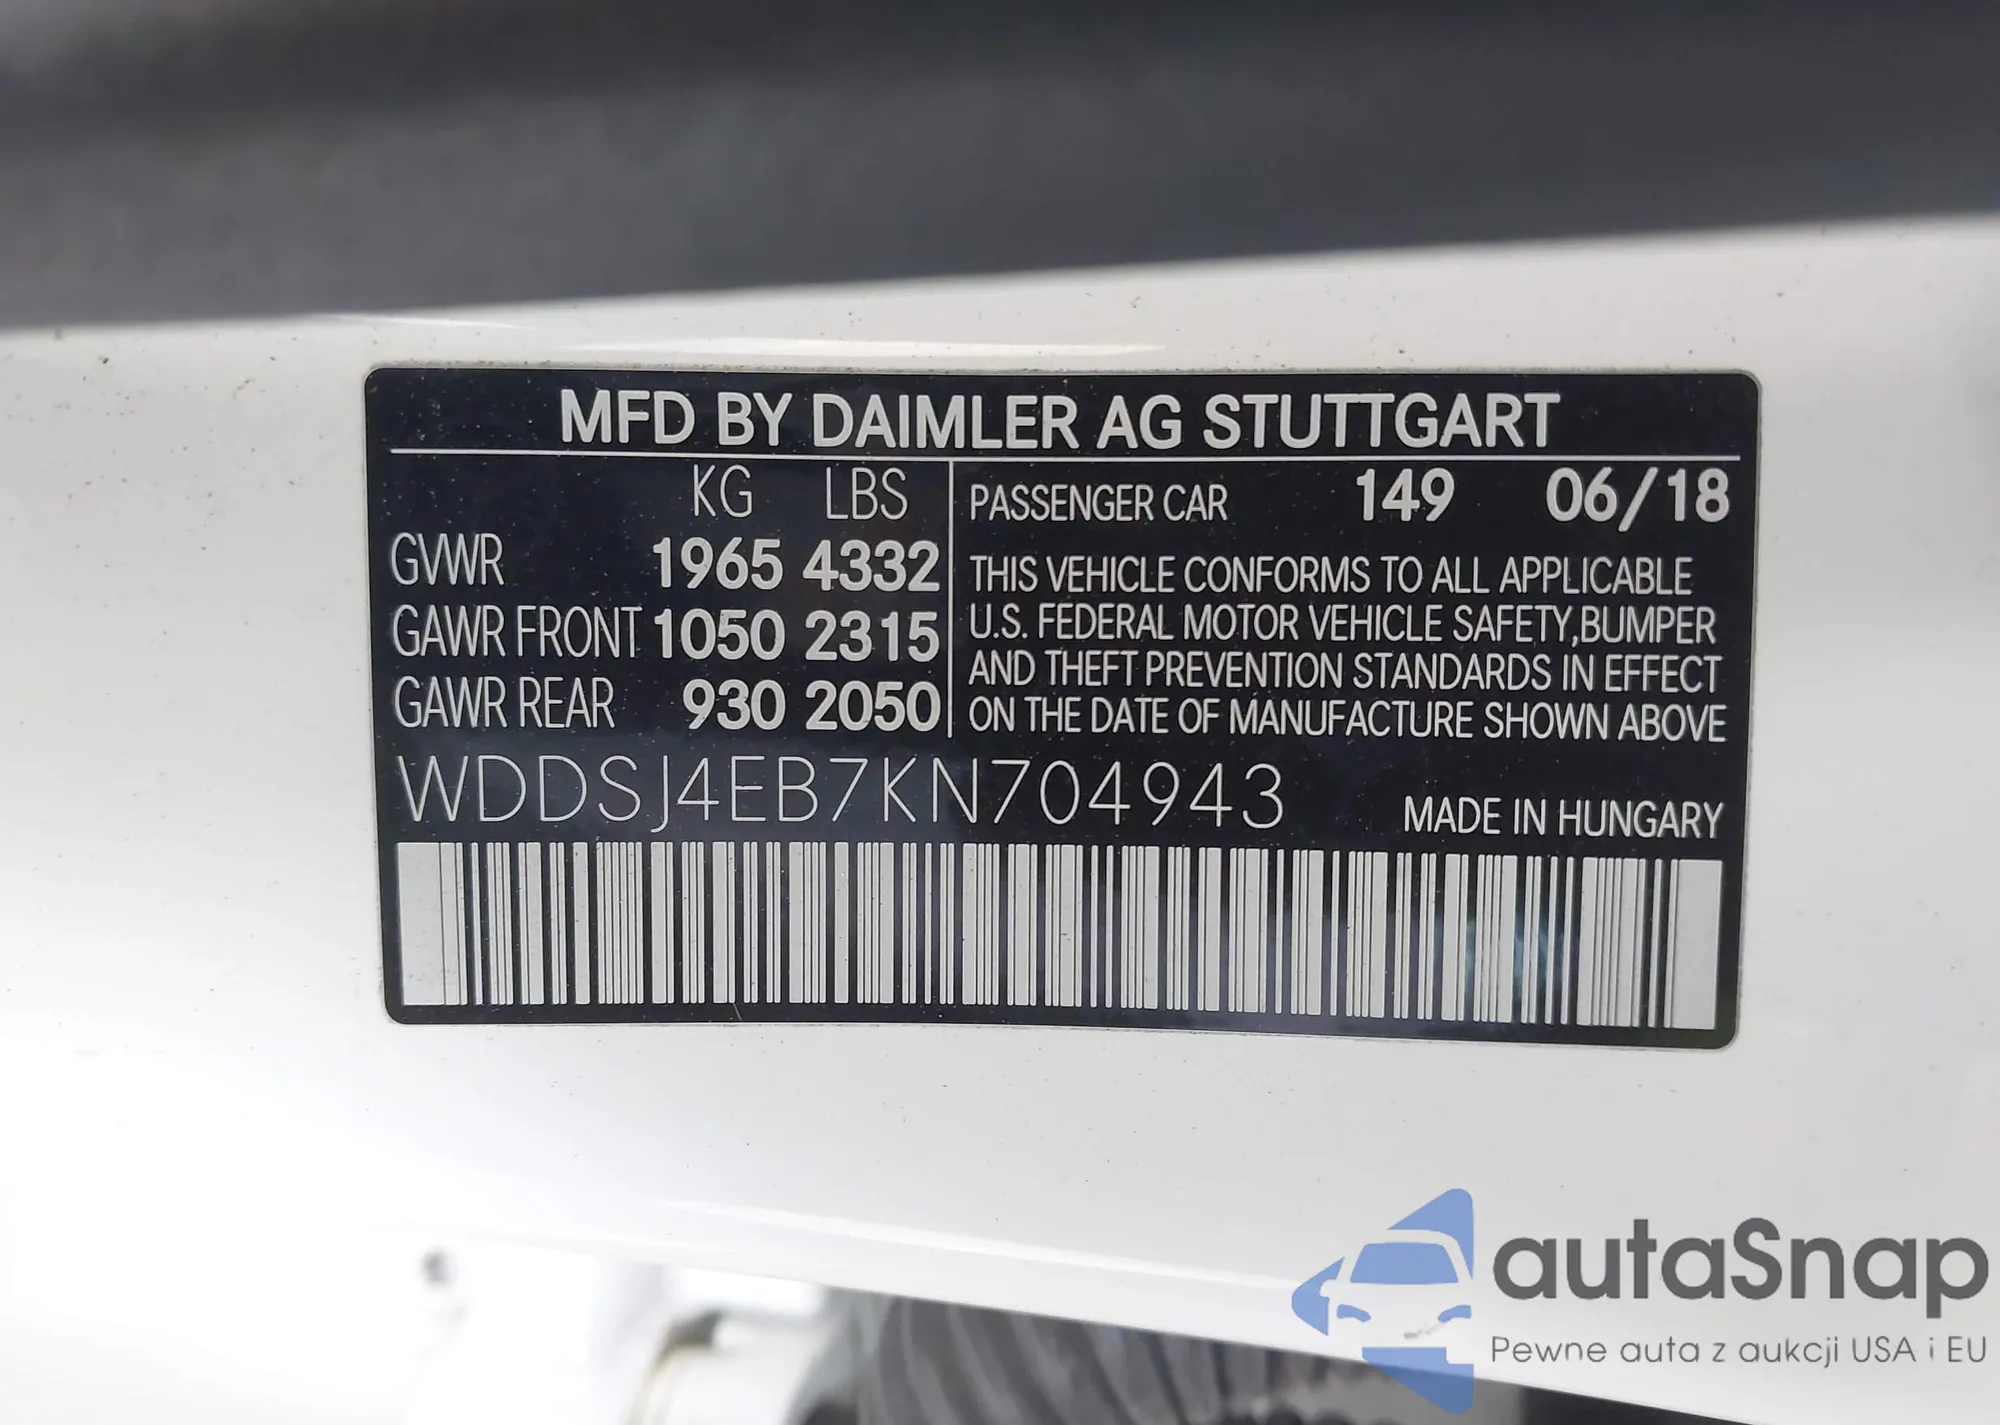 MFD BY DAIMLER AG STUTTGART
KG LBS
GVWR 1965 4332
GAWR FRONT 1050 2315
GAWR REAR 930 2050
PASSENGER CAR 149 06/18
THIS VEHICLE CONFORMS TO ALL APPLICABLE
U.S. FEDERAL MOTOR VEHICLE SAFETY,BUMPER
AND THEFT PREVENTION STANDARDS IN EFFECT
ON THE DATE OF MANUFACTURE SHOWN ABOVE
WDDSJ4EB7KN704943
MADE IN HUNGARY
autaSnap
Pewne auta z aukcji USA i EU